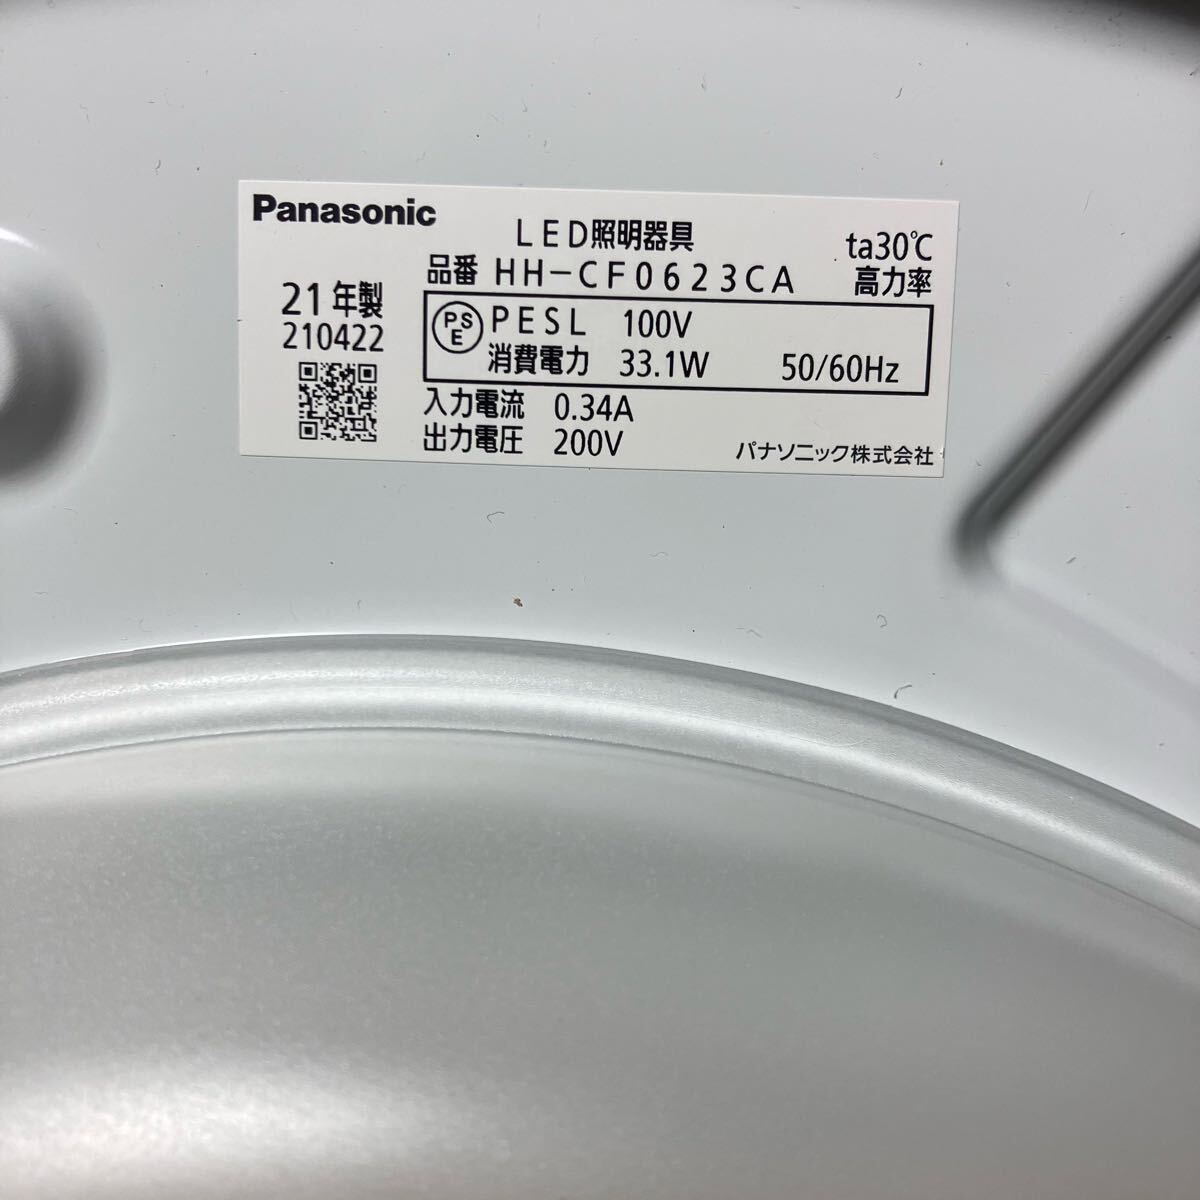 Panasonic
LED照明器具
ta30℃
品番 HH-CF0623CA
高力率
21年製
210422
PS
E
PESL 100V
消費電力 33.1W 50/60Hz
入力電流 0.34A
出力電圧 200V
パナソニック株式会社